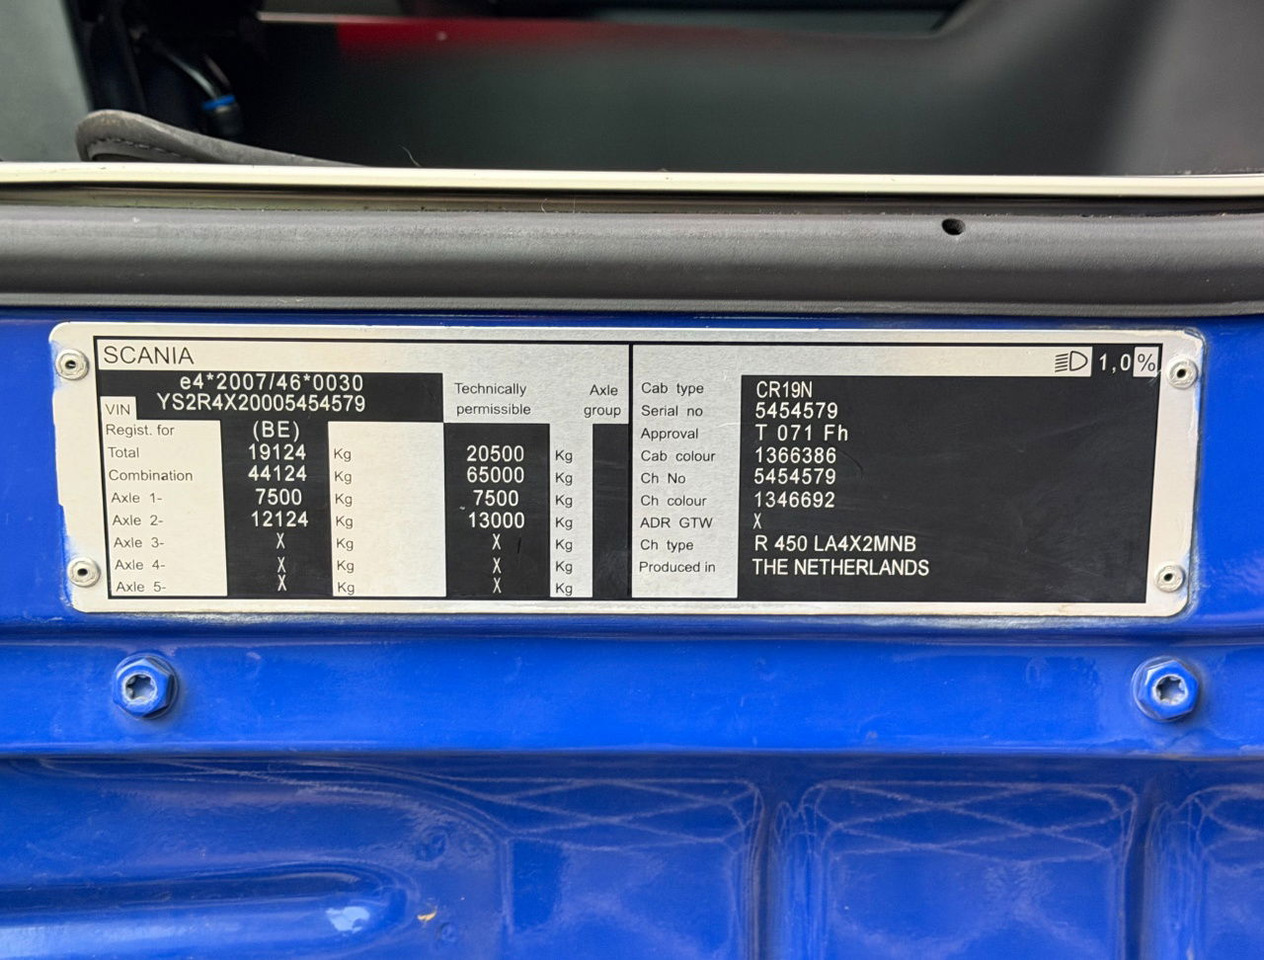 SCANIA
e4*2007/46*0030
VIN YS2R4X20005454579
Technically permissible
Axle group
Regist. for (BE)
Total 19124 Kg 20500 Kg
Combination 44124 Kg 65000 Kg
Axle 1- 7500 Kg 7500 Kg
Axle 2- 12124 Kg 13000 Kg
Axle 3- X Kg X Kg
Axle 4- X Kg X Kg
Axle 5- X Kg X Kg
1,0 %
Cab type CR19N
Serial no 5454579
Approval T 071 Fh
Cab colour 1366386
Ch No 5454579
Ch colour 1346692
ADR GTW X
Ch type R 450 LA4X2MNB
Produced in THE NETHERLANDS